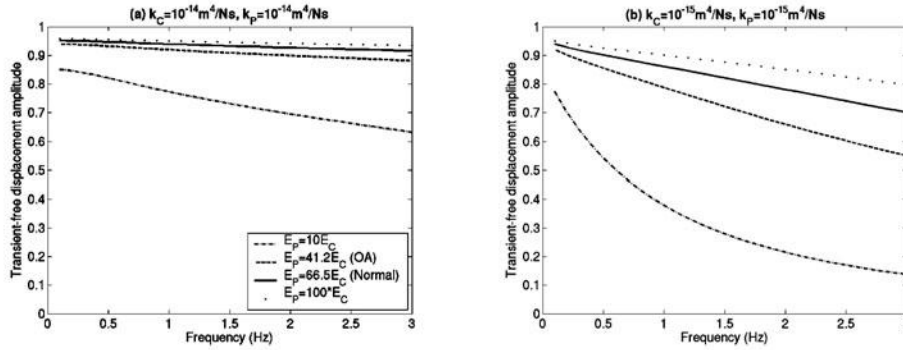 (a) k_C=10^-14 m^4/Ns, k_P=10^-14 m^4/Ns
Transient-free displacement amplitude
1
0.9
0.8
0.7
0.6
0.5
0.4
0.3
0.2
0.1
0
E_P=10E_C
E_P=41.2E_C (OA)
E_P=66.5E_C (Normal)
E_P=100*E_C
0 0.5 1 1.5 2 2.5 3
Frequency (Hz)
(b) k_C=10^-15 m^4/Ns, k_P=10^-15 m^4/Ns
Transient-free displacement amplitude
1
0.9
0.8
0.7
0.6
0.5
0.4
0.3
0.2
0.1
0
0 0.5 1 1.5 2 2.5
Frequency (Hz)